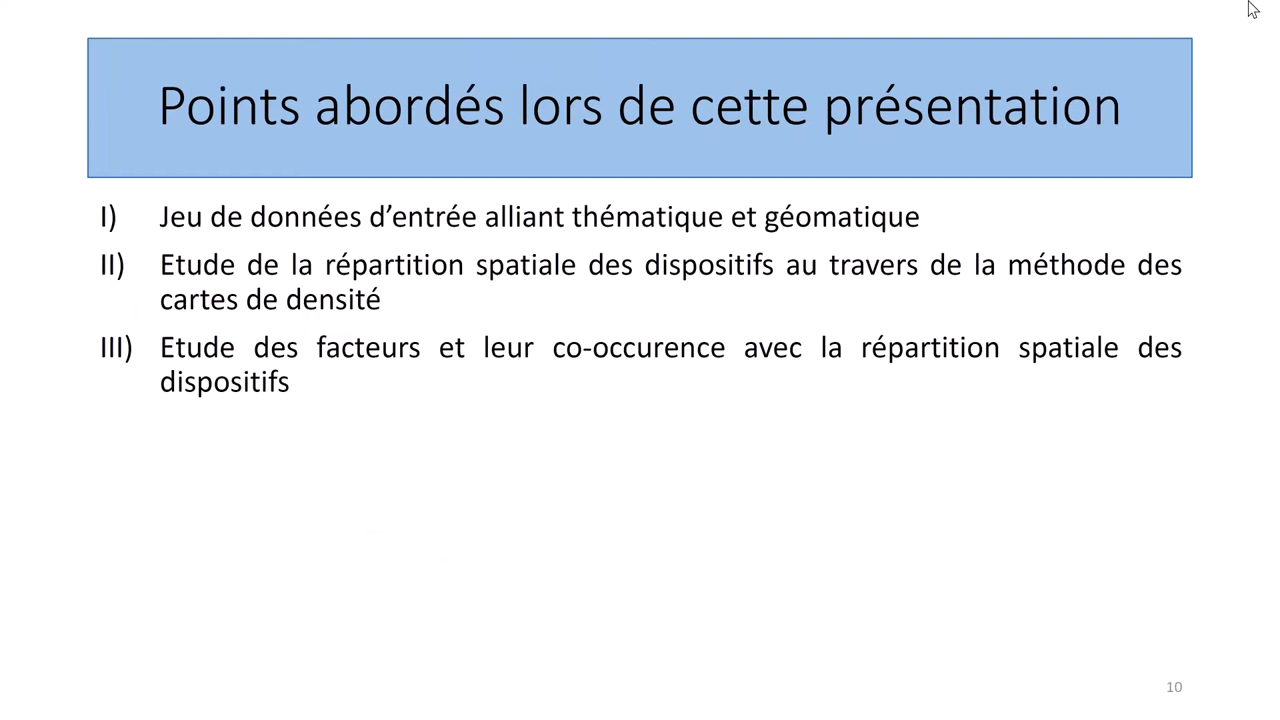 Points abordés lors de cette présentation
I) Jeu de données d’entrée alliant thématique et géomatique
II) Etude de la répartition spatiale des dispositifs au travers de la méthode des
cartes de densité
III) Etude des facteurs et leur co-occurence avec la répartition spatiale des
dispositifs
10